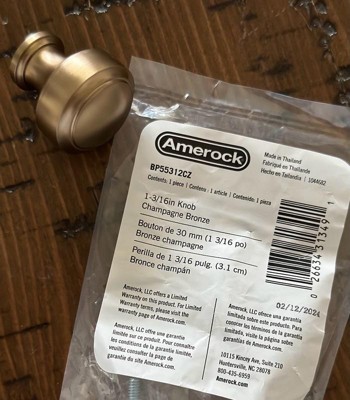 Amerock
Made in Thailand
Fabriqué en Thaïlande
Hecho en Tailandia | 1044682
BP55312CZ
Contents: 1 piece | Contenu : 1 article | Contenido: 1 pieza
1-3/16in Knob
Champagne Bronze
Bouton de 30 mm (1 3/16 po)
Bronze champagne
Perilla de 1 3/16 pulg. (3.1 cm)
Bronce champán
02/12/2024
Amerock, LLC offers a Limited
Warranty on this product. For Limited
Warranty terms, please visit the
warranty page of Amerock.com.
Amerock, LLC offre une garantie
limitée sur ce produit. Pour connaître
les conditions de la garantie limitée,
veuillez consulter la page de
garantie du site Amerock.com.
Amerock, LLC ofrece una garantía
limitada sobre este producto. Para
conocer los términos de la garantía
limitada, visite la página sobre
garantías de Amerock.com.
10115 Kincey Ave, Suite 210
Huntersville, NC 28078
800-435-6959
Amerock.com